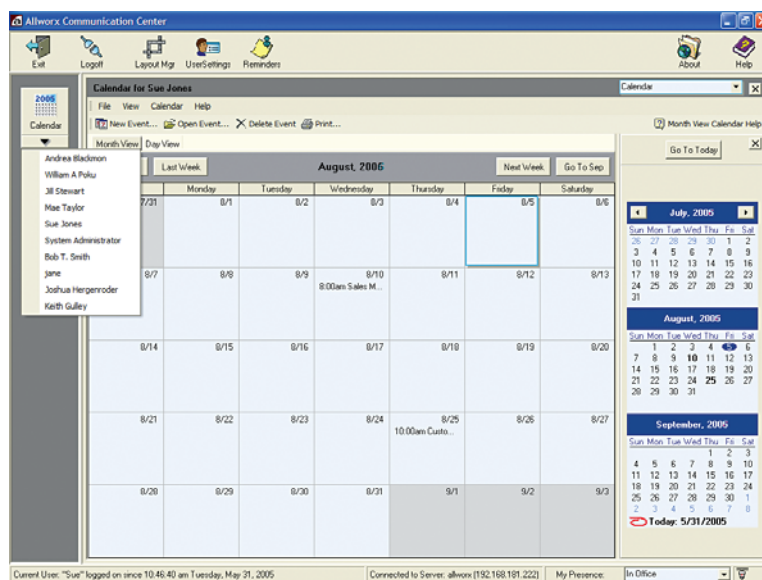 Allworx Communication Center
Exit Logoff Layout Mgr UserSettings Reminders About Help
Calendar for Sue Jones Calendar
File View Calendar Help
New Event... Open Event... Delete Event Print... Month View Calendar Help
2005
Calendar
Month View Day View
Last Week August, 2005 Next Week Go To Sep
Monday Tuesday Wednesday Thursday Friday Saturday
Andrea Blackmon
William A Poku
Jill Stewart
Mae Taylor
Sue Jones
System Administrator
Bob T. Smith
jane
Joshua Hergenroder
Keith Gulley
7/31 8/1 8/2 8/3 8/4 8/5 8/6
8/7 8/8 8/9 8/10 8/11 8/12 8/13
8:00am Sales M...
8/14 8/15 8/16 8/17 8/18 8/19 8/20
8/21 8/22 8/23 8/24 8/25 8/26 8/27
10:00am Custo...
8/28 8/29 8/30 8/31 9/1 9/2 9/3
Go To Today
July, 2005
Sun Mon Tue Wed Thu Fri Sat
26 27 28 29 30 1 2
3 4 5 6 7 8 9
10 11 12 13 14 15 16
17 18 19 20 21 22 23
24 25 26 27 28 29 30
31
August, 2005
Sun Mon Tue Wed Thu Fri Sat
1 2 3 4 5 6
7 8 9 10 11 12 13
14 15 16 17 18 19 20
21 22 23 24 25 26 27
28 29 30 31
September, 2005
Sun Mon Tue Wed Thu Fri Sat
1 2 3
4 5 6 7 8 9 10
11 12 13 14 15 16 17
18 19 20 21 22 23 24
25 26 27 28 29 30 1
2 3 4 5 6 7 8
Today: 5/31/2005
Current User: "Sue" logged on since 10:46:40 am Tuesday, May 31, 2005 Connected to Server: allworx (192.168.181.222) My Presence: In Office